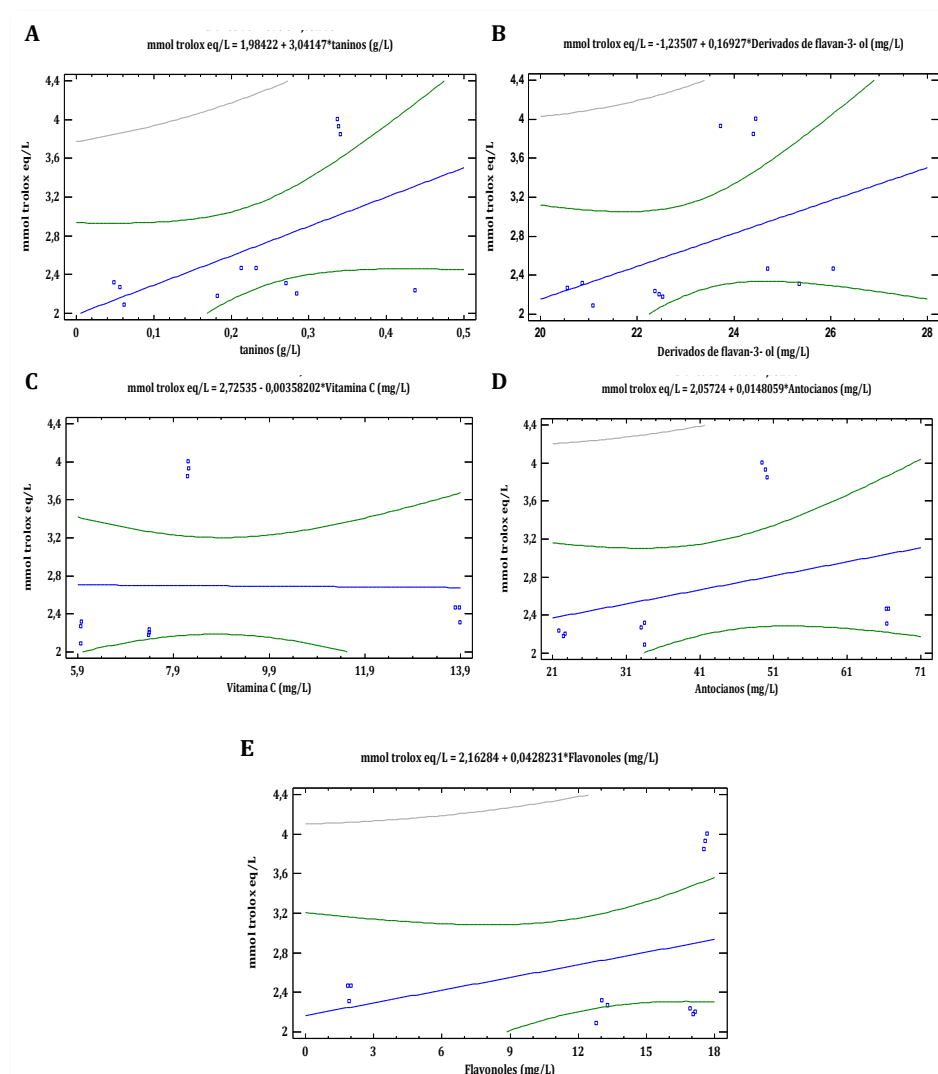 A
mmol trolox eq/L = 1,98422 + 3,04147*taninos (g/L)
mmol trolox eq/L
4,4
4
3,6
3,2
2,8
2,4
2
0 0,1 0,2 0,3 0,4 0,5
taninos (g/L)
B
mmol trolox eq/L = -1,23507 + 0,16927*Derivados de flavan-3- ol (mg/L)
mmol trolox eq/L
4,4
4
3,6
3,2
2,8
2,4
2
20 22 24 26 28
Derivados de flavan-3- ol (mg/L)
C
mmol trolox eq/L = 2,72535 - 0,00358202*Vitamina C (mg/L)
mmol trolox eq/L
4,4
4
3,6
3,2
2,8
2,4
2
5,9 7,9 9,9 11,9 13,9
Vitamina C (mg/L)
D
mmol trolox eq/L = 2,05724 + 0,0148059*Antocianos (mg/L)
mmol trolox eq/L
4,4
4
3,6
3,2
2,8
2,4
2
21 31 41 51 61 71
Antocianos (mg/L)
E
mmol trolox eq/L = 2,16284 + 0,0428231*Flavonoles (mg/L)
mmol trolox eq/L
4,4
4
3,6
3,2
2,8
2,4
2
0 3 6 9 12 15 18
Flavonoles (mg/L)